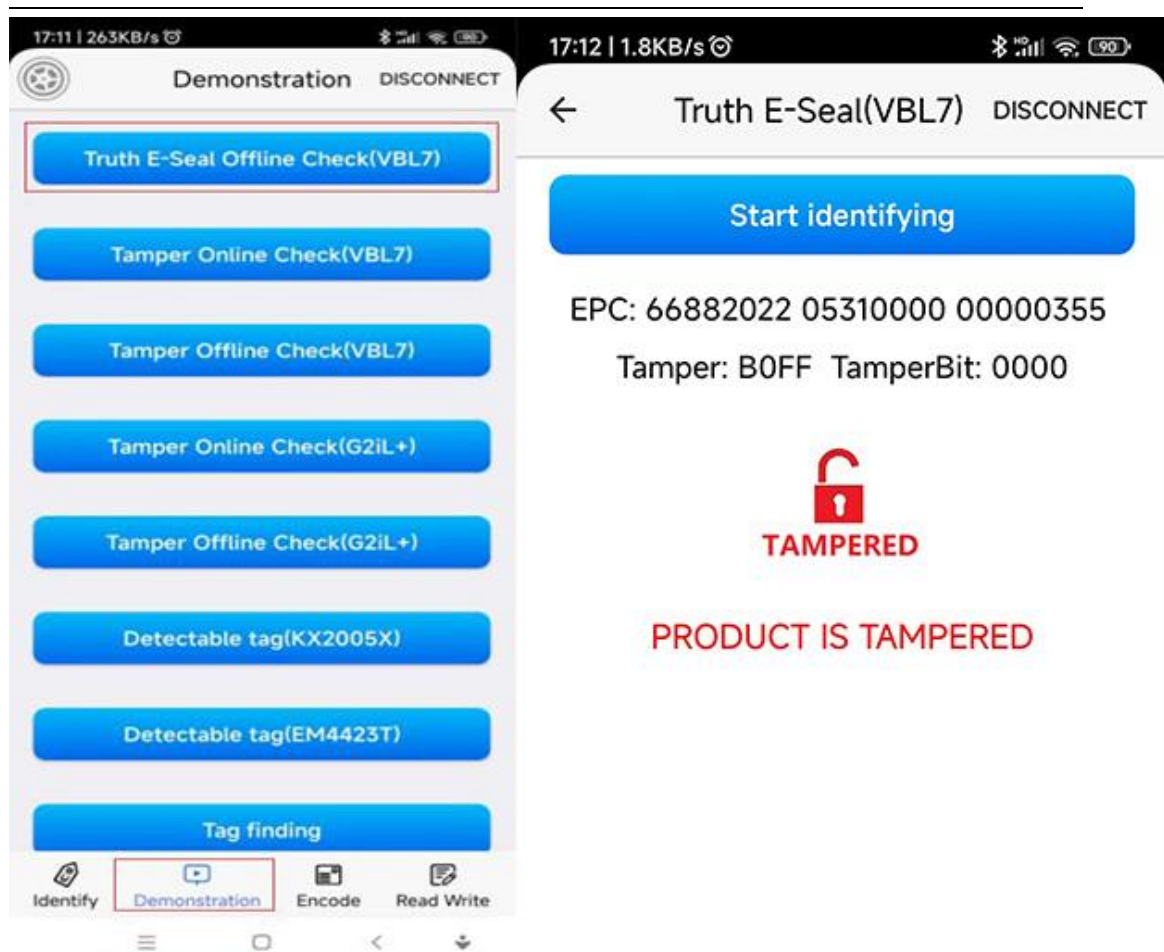 17:11 | 263KB/s
Demonstration DISCONNECT
Truth E-Seal Offline Check(VBL7)
Tamper Online Check(VBL7)
Tamper Offline Check(VBL7)
Tamper Online Check(G2iL+)
Tamper Offline Check(G2iL+)
Detectable tag(KX2005X)
Detectable tag(EM4423T)
Tag finding
Identify Demonstration Encode Read Write
17:12 | 1.8KB/s HD 90
Truth E-Seal(VBL7) DISCONNECT
Start identifying
EPC: 66882022 05310000 00000355
Tamper: B0FF TamperBit: 0000
TAMPERED
PRODUCT IS TAMPERED